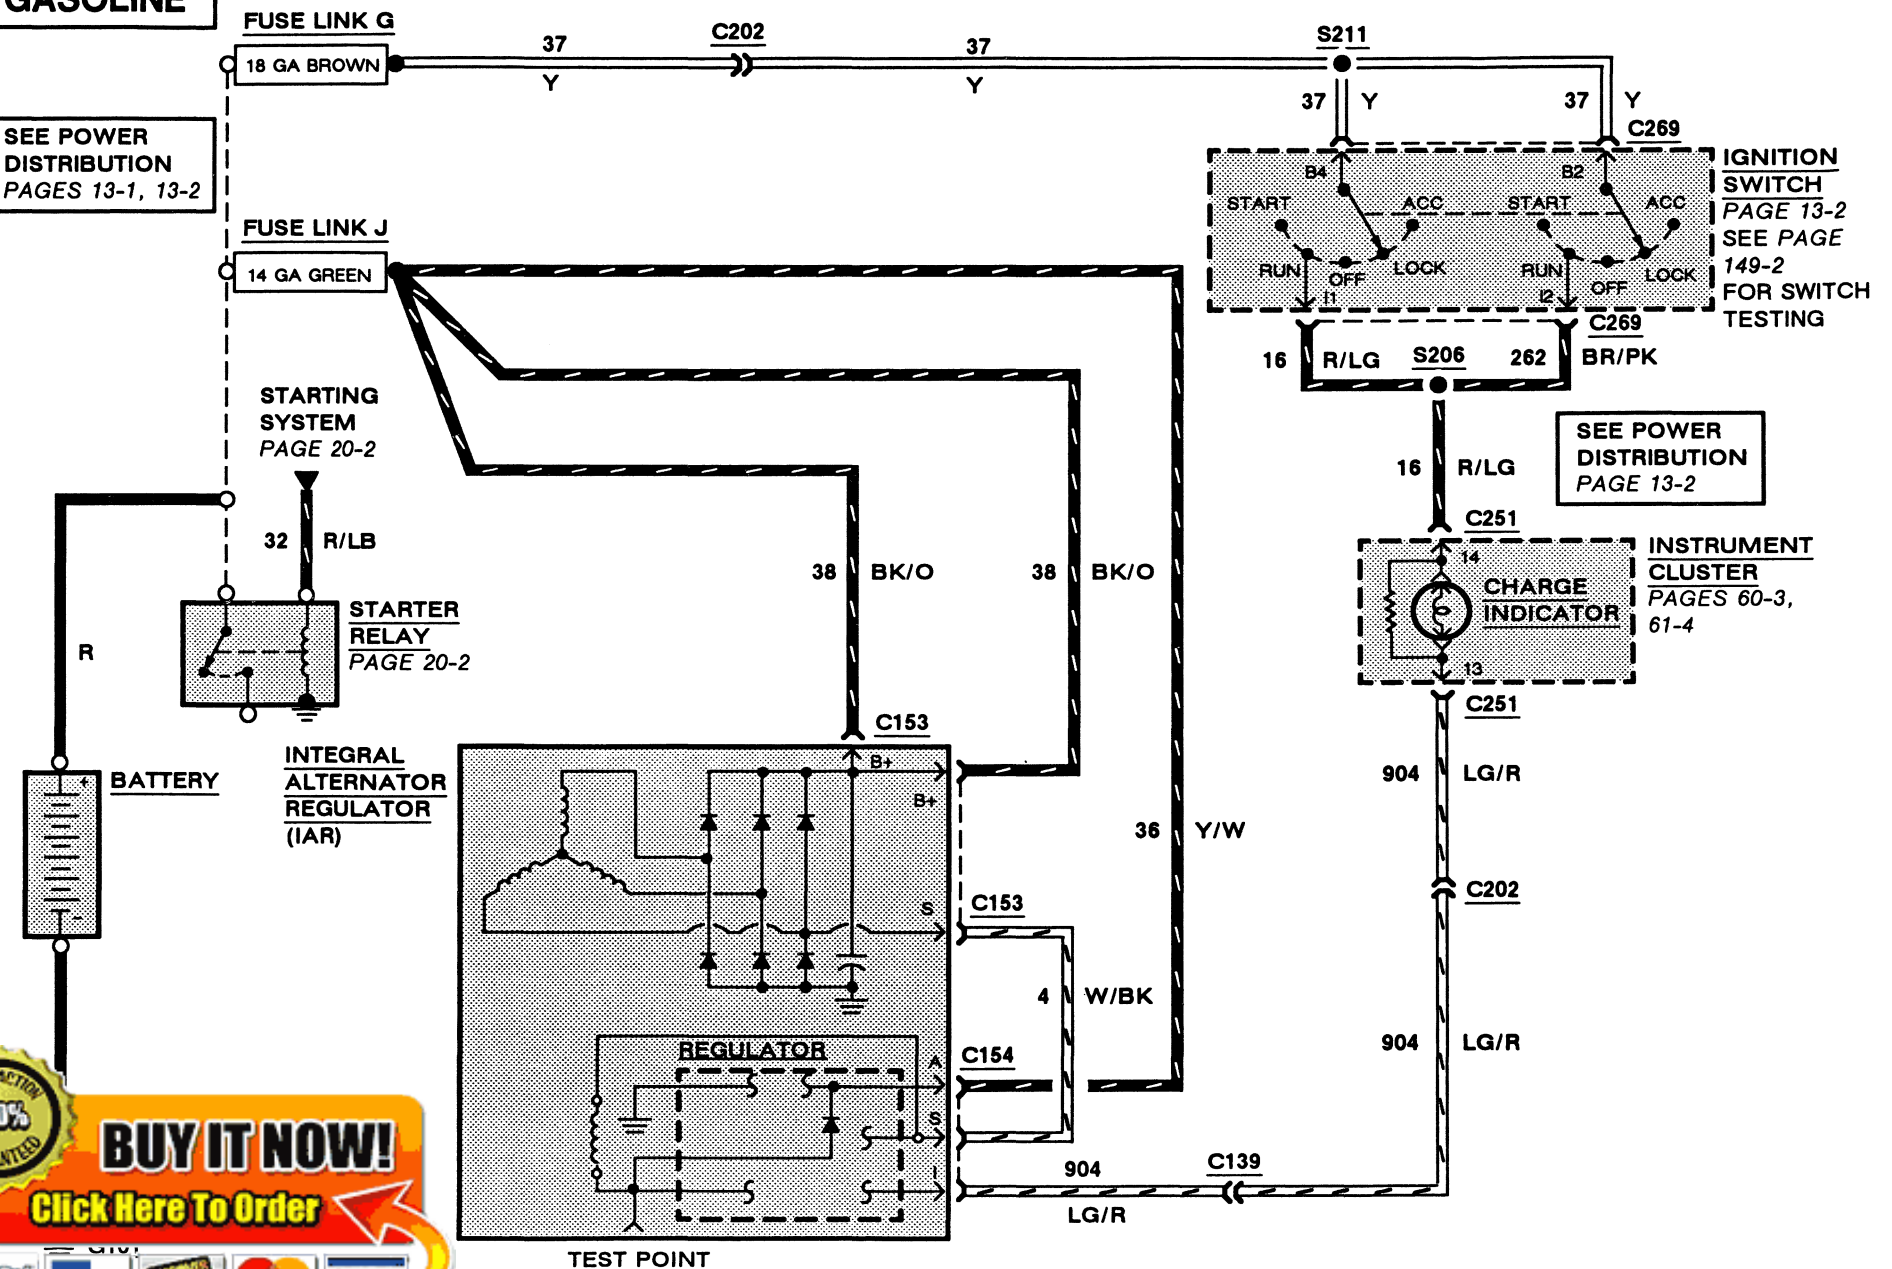 GASOLINE
FUSE LINK G
18 GA BROWN
37
Y
C202
37
Y
S211
37 Y
37 Y
C269
SEE POWER
DISTRIBUTION
PAGES 13-1, 13-2
IGNITION
SWITCH
PAGE 13-2
SEE PAGE
149-2
FOR SWITCH
TESTING
B4
START
ACC
RUN
OFF
LOCK
I1
B2
START
ACC
RUN
OFF
LOCK
I2
C269
FUSE LINK J
14 GA GREEN
16 R/LG
S206
262 BR/PK
STARTING
SYSTEM
PAGE 20-2
16 R/LG
SEE POWER
DISTRIBUTION
PAGE 13-2
32 R/LB
C251
14
CHARGE
INDICATOR
13
INSTRUMENT
CLUSTER
PAGES 60-3,
61-4
C251
38 BK/O
38 BK/O
STARTER
RELAY
PAGE 20-2
R
C153
B+
B+
BATTERY
+
-
INTEGRAL
ALTERNATOR
REGULATOR
(IAR)
904 LG/R
36 Y/W
C202
S
C153
4 W/BK
904 LG/R
REGULATOR
A
C154
S
I
904
LG/R
C139
TEST POINT
BUY IT NOW!
Click Here To Order